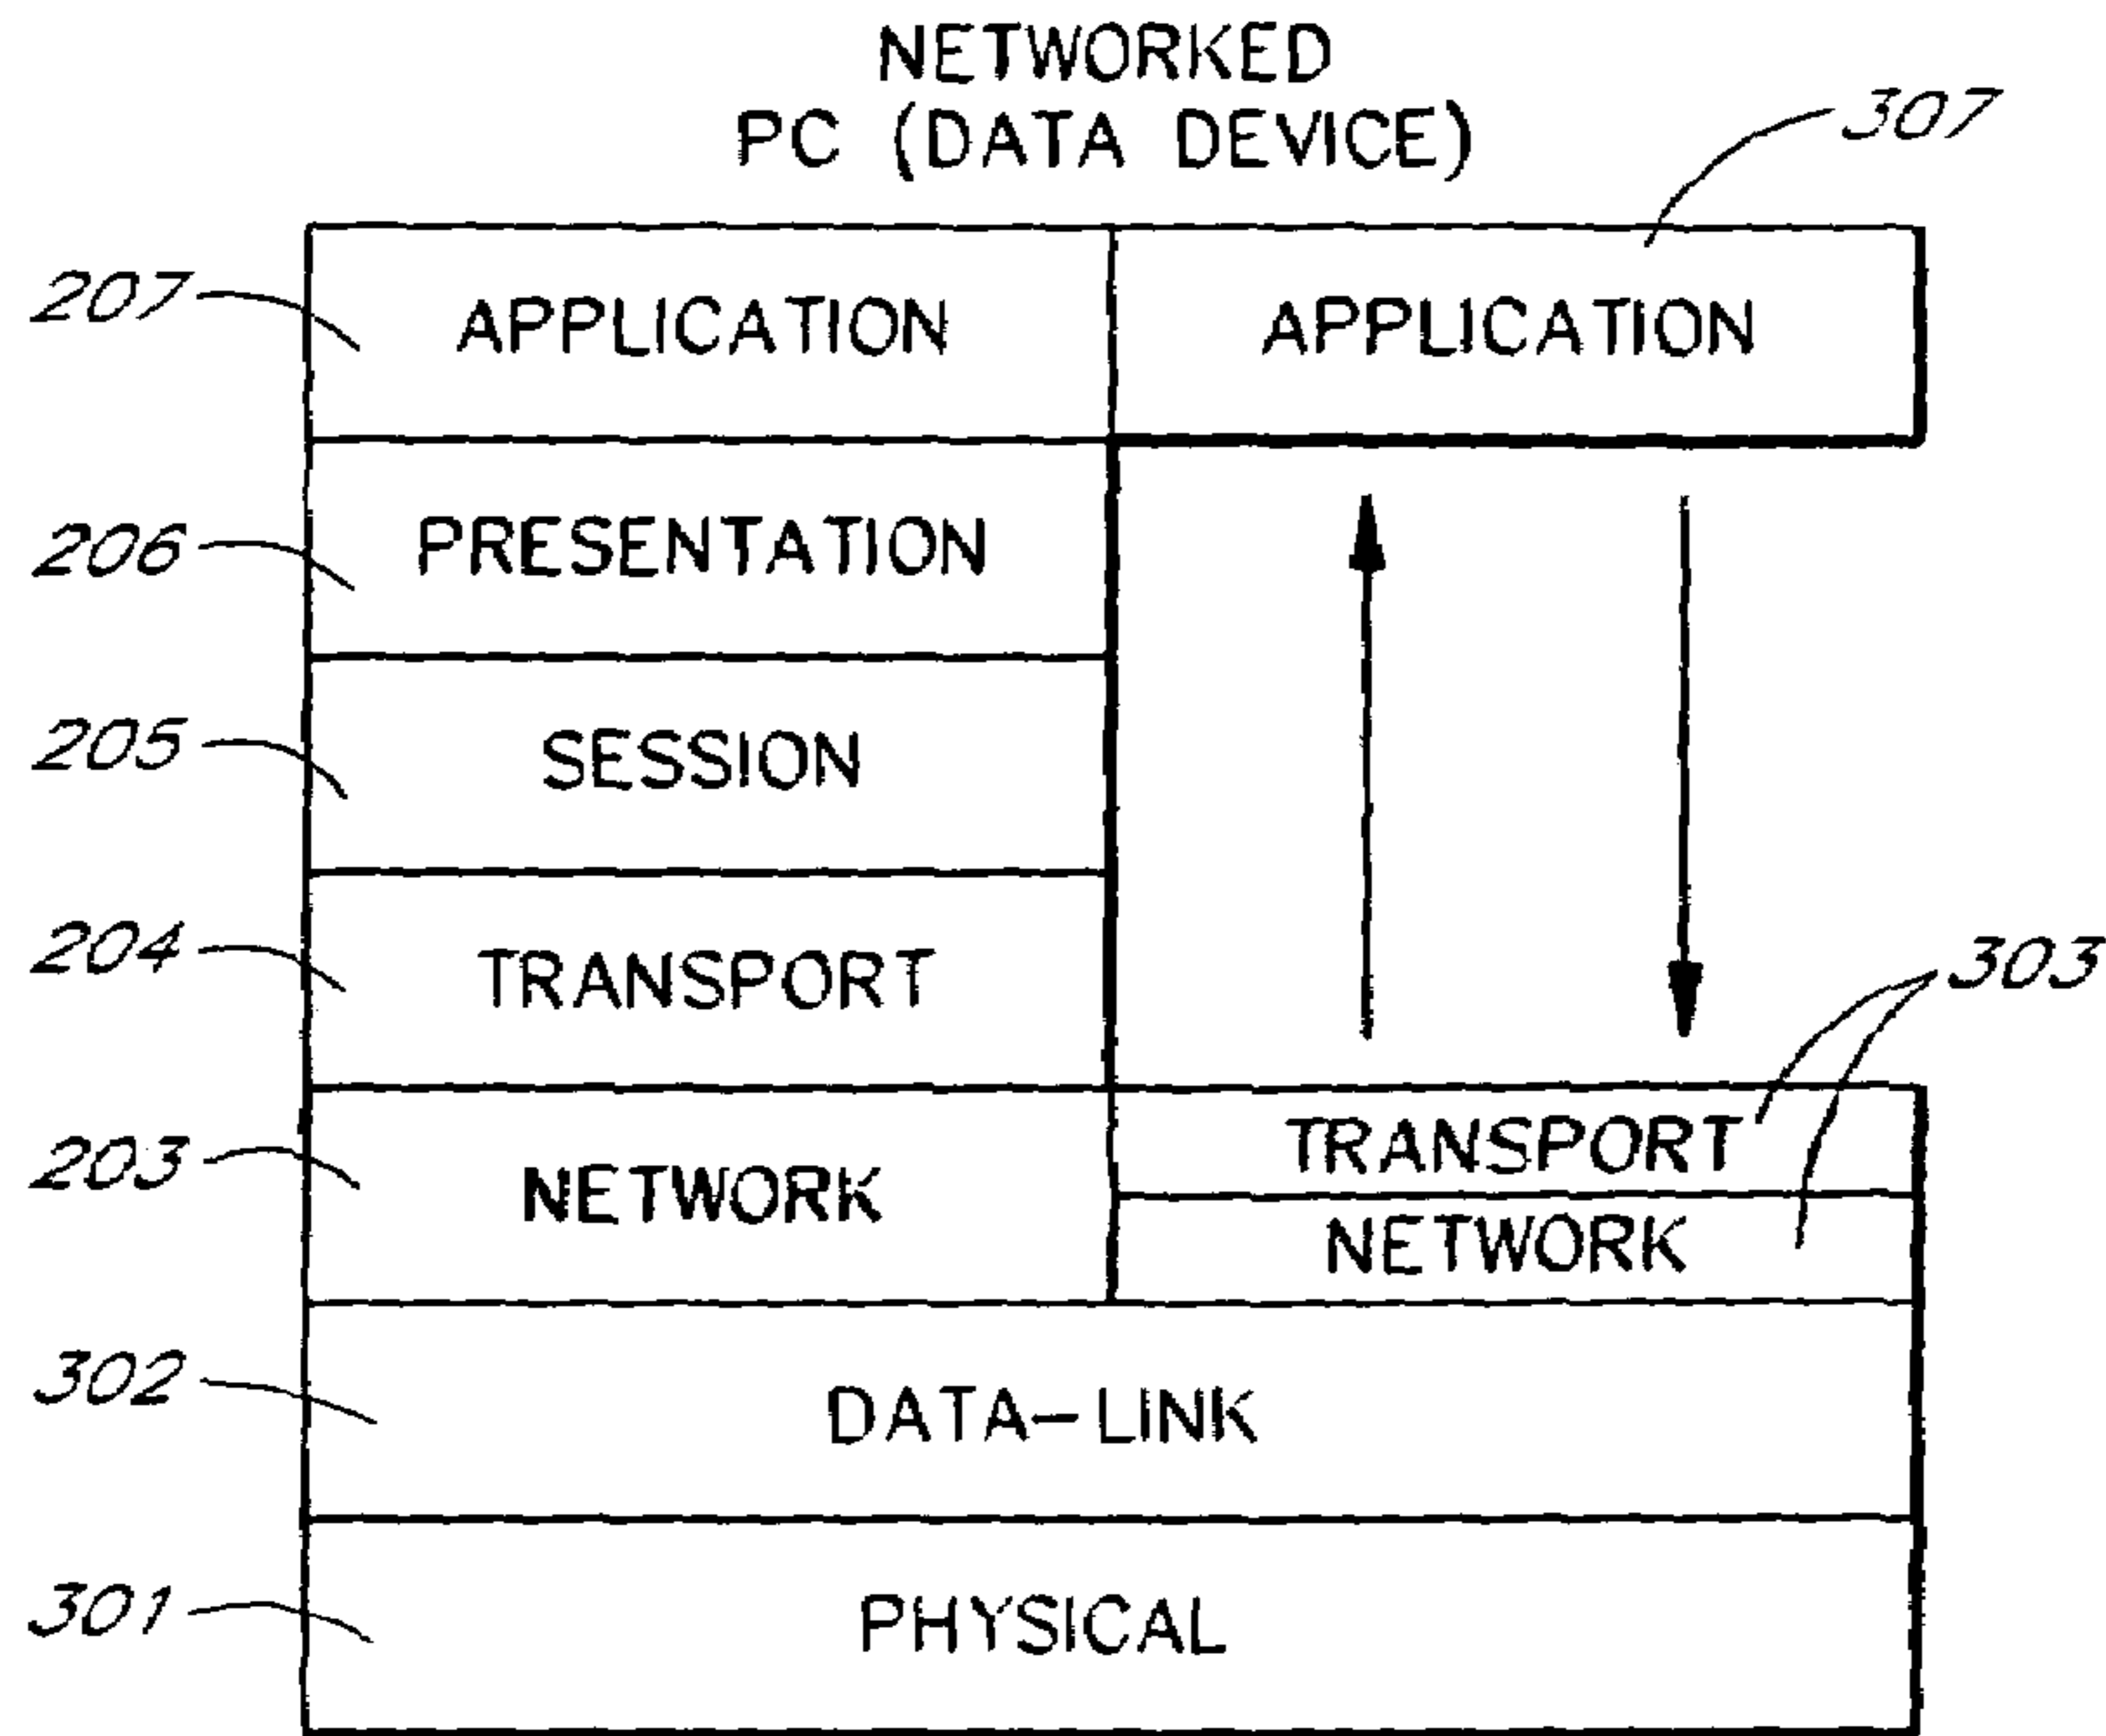 NETWORKED
PC (DATA DEVICE)
307
207
APPLICATION
APPLICATION
206
PRESENTATION
205
SESSION
204
TRANSPORT
303
203
NETWORK
TRANSPORT
NETWORK
302
DATA-LINK
301
PHYSICAL